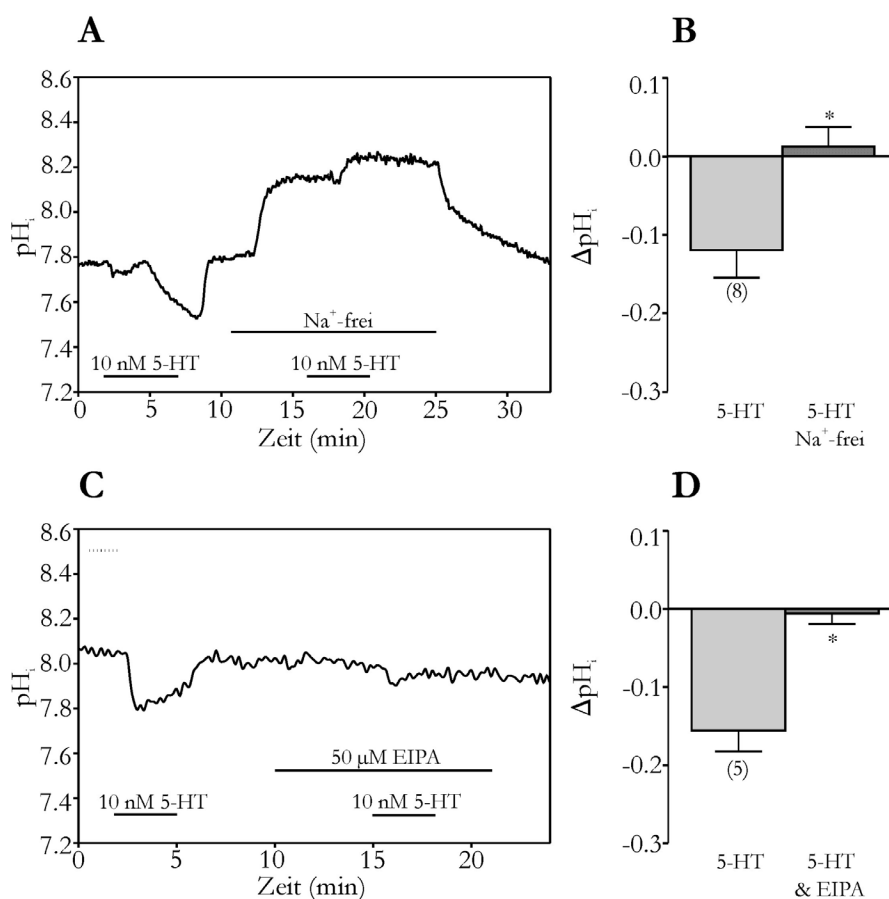 A
8.6
8.4
8.2
8.0
7.8
7.6
7.4
7.2
pHi
Na⁺-frei
10 nM 5-HT
10 nM 5-HT
0
5
10
15
20
25
30
Zeit (min)
B
0.1
0.0
-0.1
-0.2
-0.3
ΔpHi
*
(8)
5-HT
5-HT
Na⁺-frei
C
8.6
8.4
8.2
8.0
7.8
7.6
7.4
7.2
pHi
50 µM EIPA
10 nM 5-HT
10 nM 5-HT
0
5
10
15
20
Zeit (min)
D
0.1
0.0
-0.1
-0.2
-0.3
ΔpHi
*
(5)
5-HT
5-HT
& EIPA